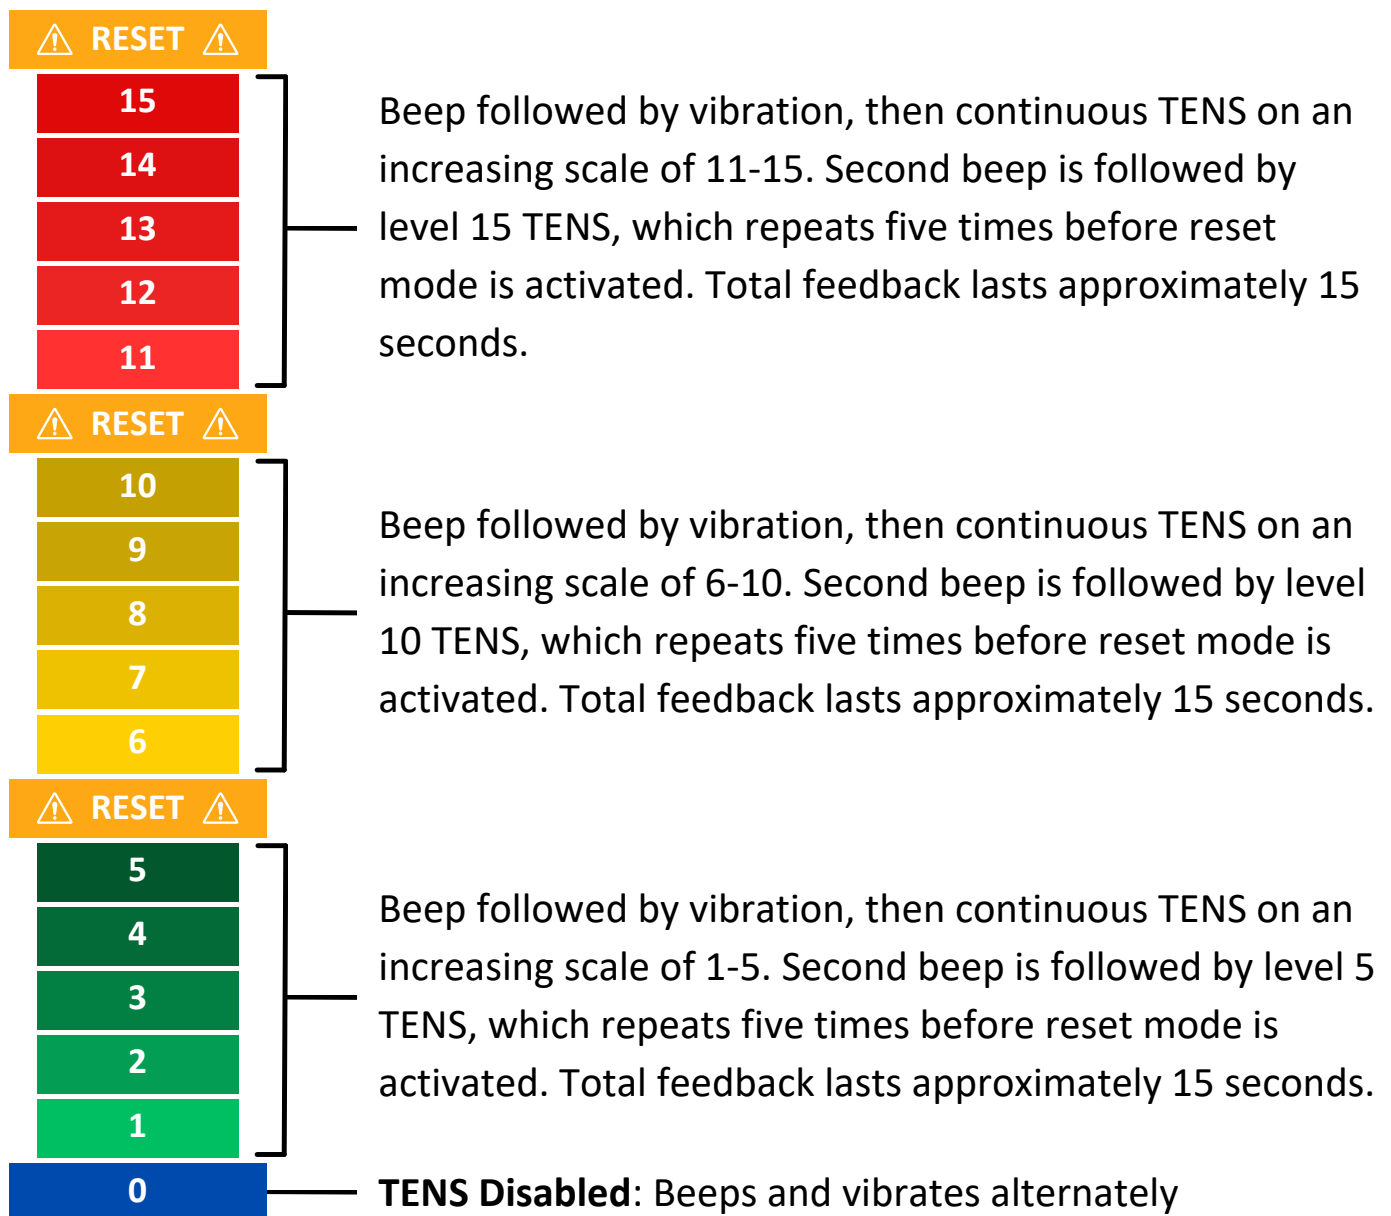 ⚠ RESET ⚠
15
14
13
12
11
Beep followed by vibration, then continuous TENS on an
increasing scale of 11-15. Second beep is followed by
level 15 TENS, which repeats five times before reset
mode is activated. Total feedback lasts approximately 15
seconds.
⚠ RESET ⚠
10
9
8
7
6
Beep followed by vibration, then continuous TENS on an
increasing scale of 6-10. Second beep is followed by level
10 TENS, which repeats five times before reset mode is
activated. Total feedback lasts approximately 15 seconds.
⚠ RESET ⚠
5
4
3
2
1
Beep followed by vibration, then continuous TENS on an
increasing scale of 1-5. Second beep is followed by level 5
TENS, which repeats five times before reset mode is
activated. Total feedback lasts approximately 15 seconds.
0
TENS Disabled: Beeps and vibrates alternately